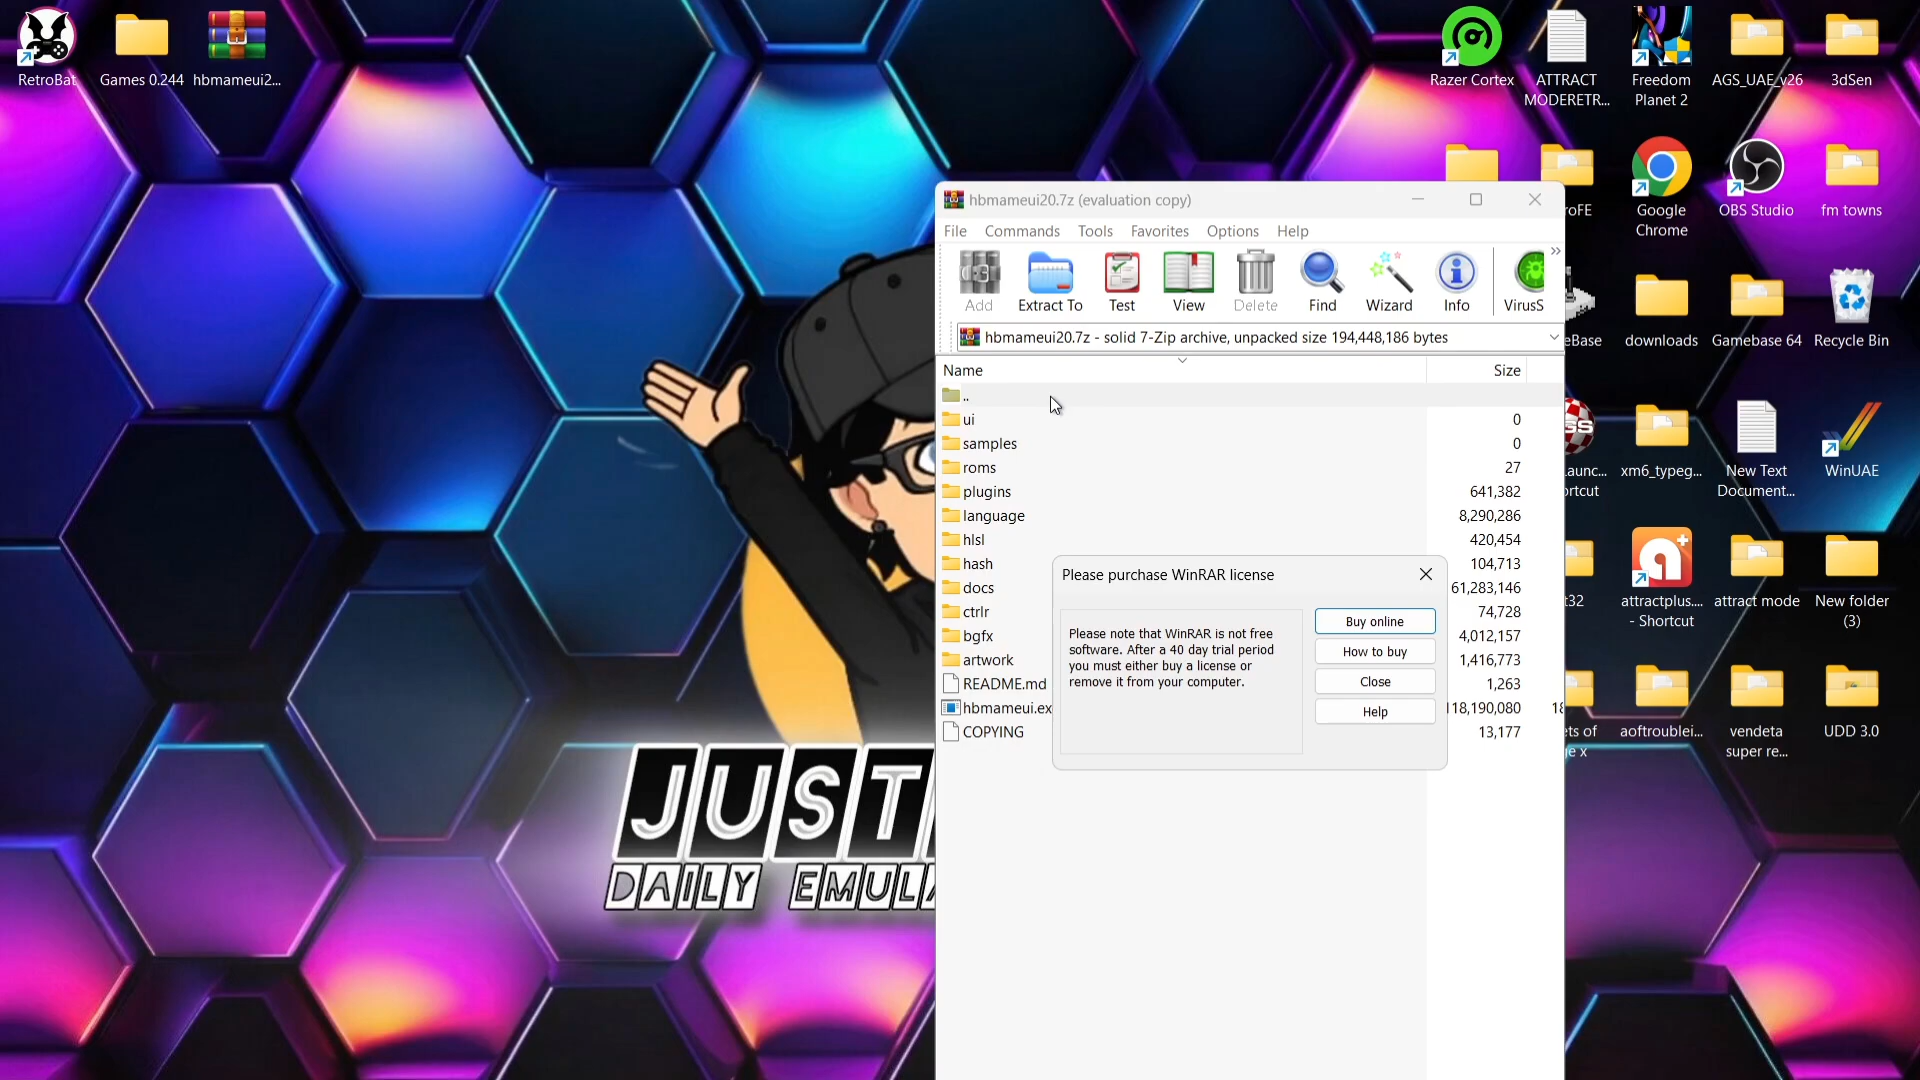 RetroBat
Games 0.244
hbmameui2...
Razer Cortex
ATTRACT
MODERETR...
Freedom
Planet 2
AGS_UAE_v26
3dSen
oFE
Google
Chrome
OBS Studio
fm towns
eBase
downloads
Gamebase 64
Recycle Bin
aunc...
ortcut
xm6_typeg...
New Text
Document...
WinUAE
t32
attractplus....
- Shortcut
attract mode
New folder
(3)
ets of
e x
aoftroublei...
vendeta
super re...
UDD 3.0
hbmameui20.7z (evaluation copy)
File Commands Tools Favorites Options Help
Add Extract To Test View Delete Find Wizard Info VirusS
hbmameui20.7z - solid 7-Zip archive, unpacked size 194,448,186 bytes
Name Size
..
ui 0
samples 0
roms 27
plugins 641,382
language 8,290,286
hlsl 420,454
hash 104,713
docs 61,283,146
ctrlr 74,728
bgfx 4,012,157
artwork 1,416,773
README.md 1,263
hbmameui.ex 118,190,080 18
COPYING 13,177
Please purchase WinRAR license
Please note that WinRAR is not free
software. After a 40 day trial period
you must either buy a license or
remove it from your computer.
Buy online
How to buy
Close
Help
JUST
DAILY EMULA